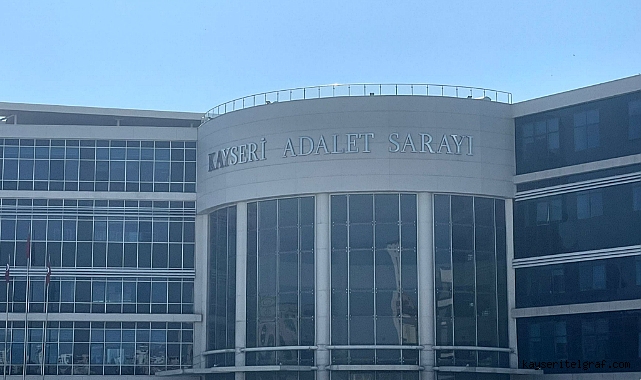 KAYSERİ ADALET SARAYI
kayseritelgraf.com